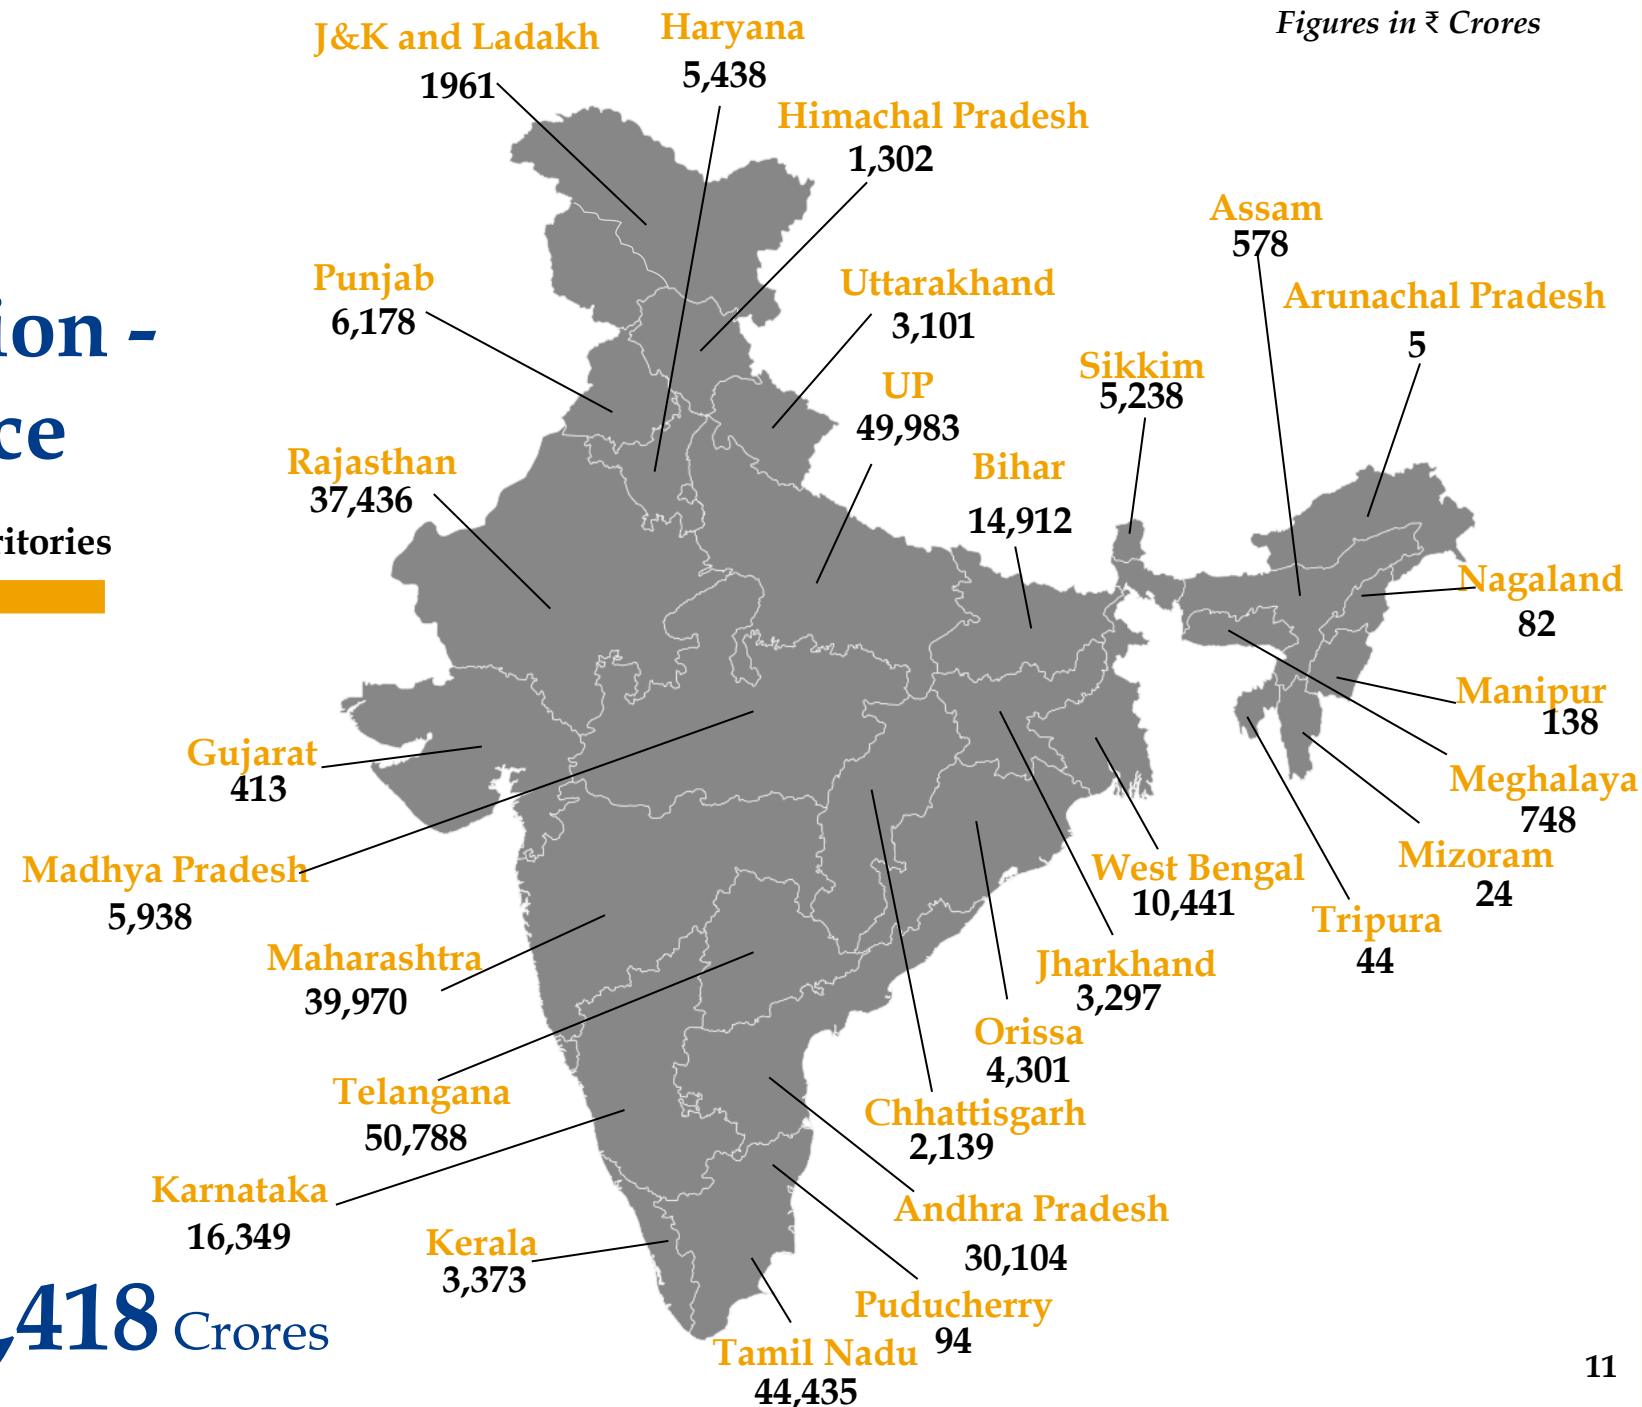 Figures in ₹ Crores
J&K and Ladakh
1961
Haryana
5,438
Himachal Pradesh
1,302
Assam
578
Arunachal Pradesh
5
Punjab
6,178
Uttarakhand
3,101
ion -
ce
ritories
Sikkim
5,238
UP
49,983
Bihar
14,912
Rajasthan
37,436
Nagaland
82
Manipur
138
Meghalaya
748
Mizoram
24
Tripura
44
Gujarat
413
Madhya Pradesh
5,938
West Bengal
10,441
Maharashtra
39,970
Jharkhand
3,297
Orissa
4,301
Telangana
50,788
Chhattisgarh
2,139
Karnataka
16,349
Andhra Pradesh
30,104
Kerala
3,373
Puducherry
94
Tamil Nadu
44,435
,418 Crores
11